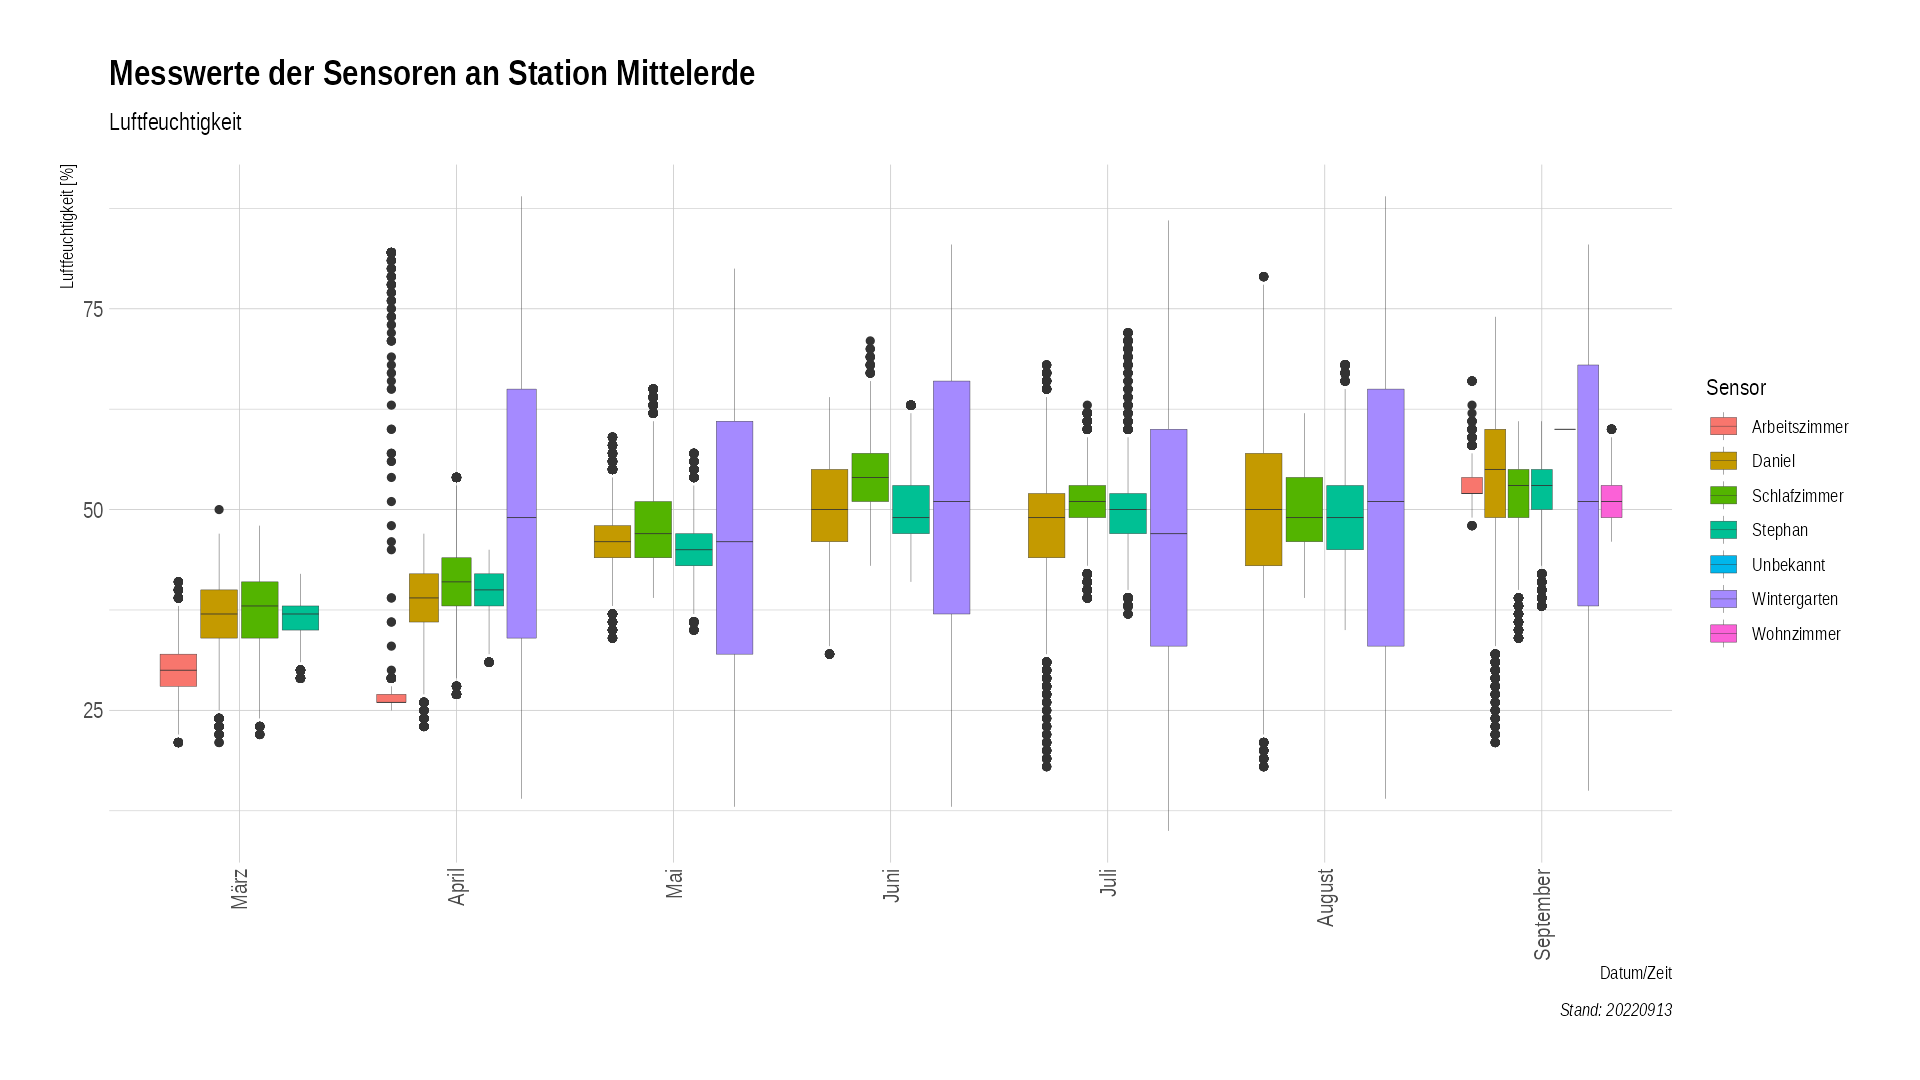 Messwerte der Sensoren an Station Mittelerde
Luftfeuchtigkeit
Luftfeuchtigkeit [%]
75
50
25
März
April
Mai
Juni
Juli
August
September
Datum/Zeit
Stand: 20220913
Sensor
Arbeitszimmer
Daniel
Schlafzimmer
Stephan
Unbekannt
Wintergarten
Wohnzimmer